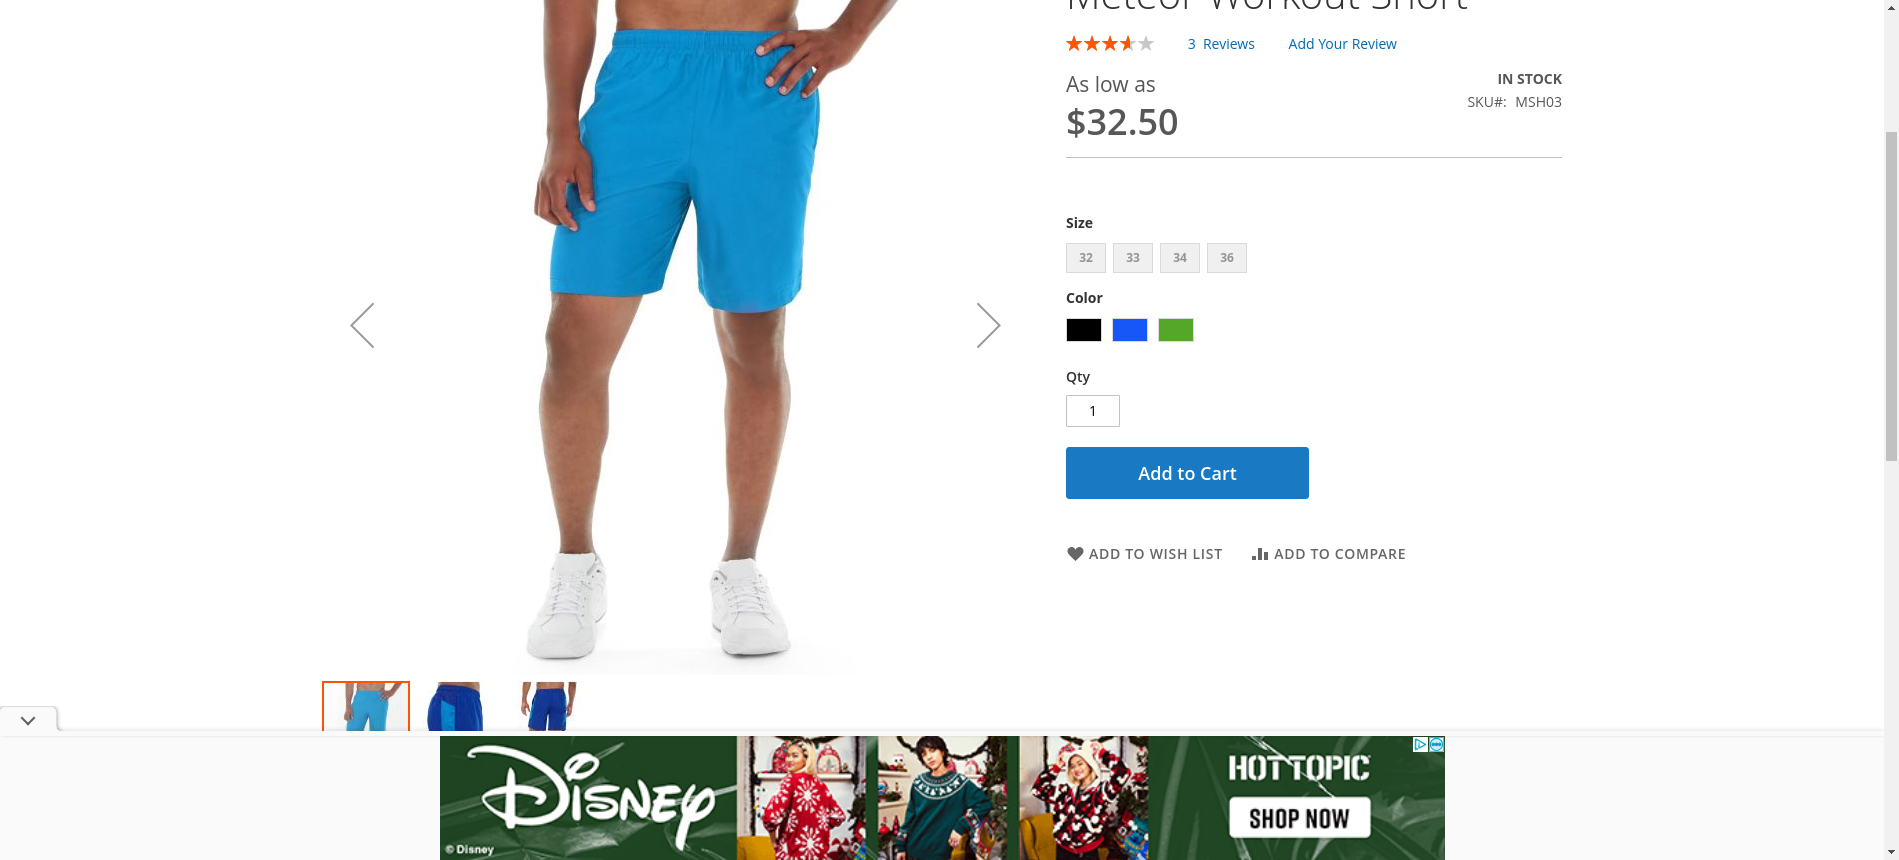 Meteor Workout Short
3 Reviews
Add Your Review
As low as
$32.50
IN STOCK
SKU#: MSH03
Size
32 33 34 36
Color
Qty
1
Add to Cart
ADD TO WISH LIST
ADD TO COMPARE
DISNEY
© Disney
HOT TOPIC
SHOP NOW